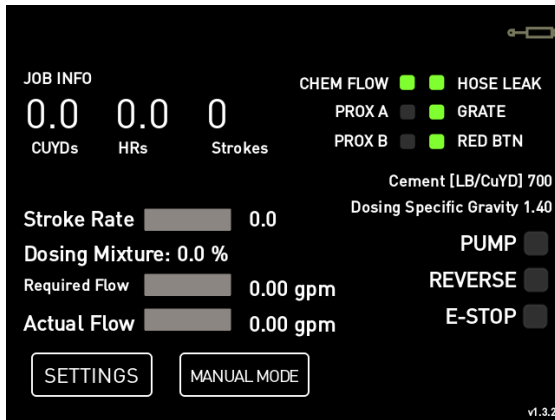 JOB INFO
0.0 0.0 0
CUYDs HRs Strokes
CHEM FLOW HOSE LEAK
PROX A GRATE
PROX B RED BTN
Cement [LB/CuYD] 700
Dosing Specific Gravity 1.40
Stroke Rate 0.0
Dosing Mixture: 0.0 %
Required Flow 0.00 gpm
Actual Flow 0.00 gpm
PUMP
REVERSE
E-STOP
SETTINGS MANUAL MODE
v1.3.2